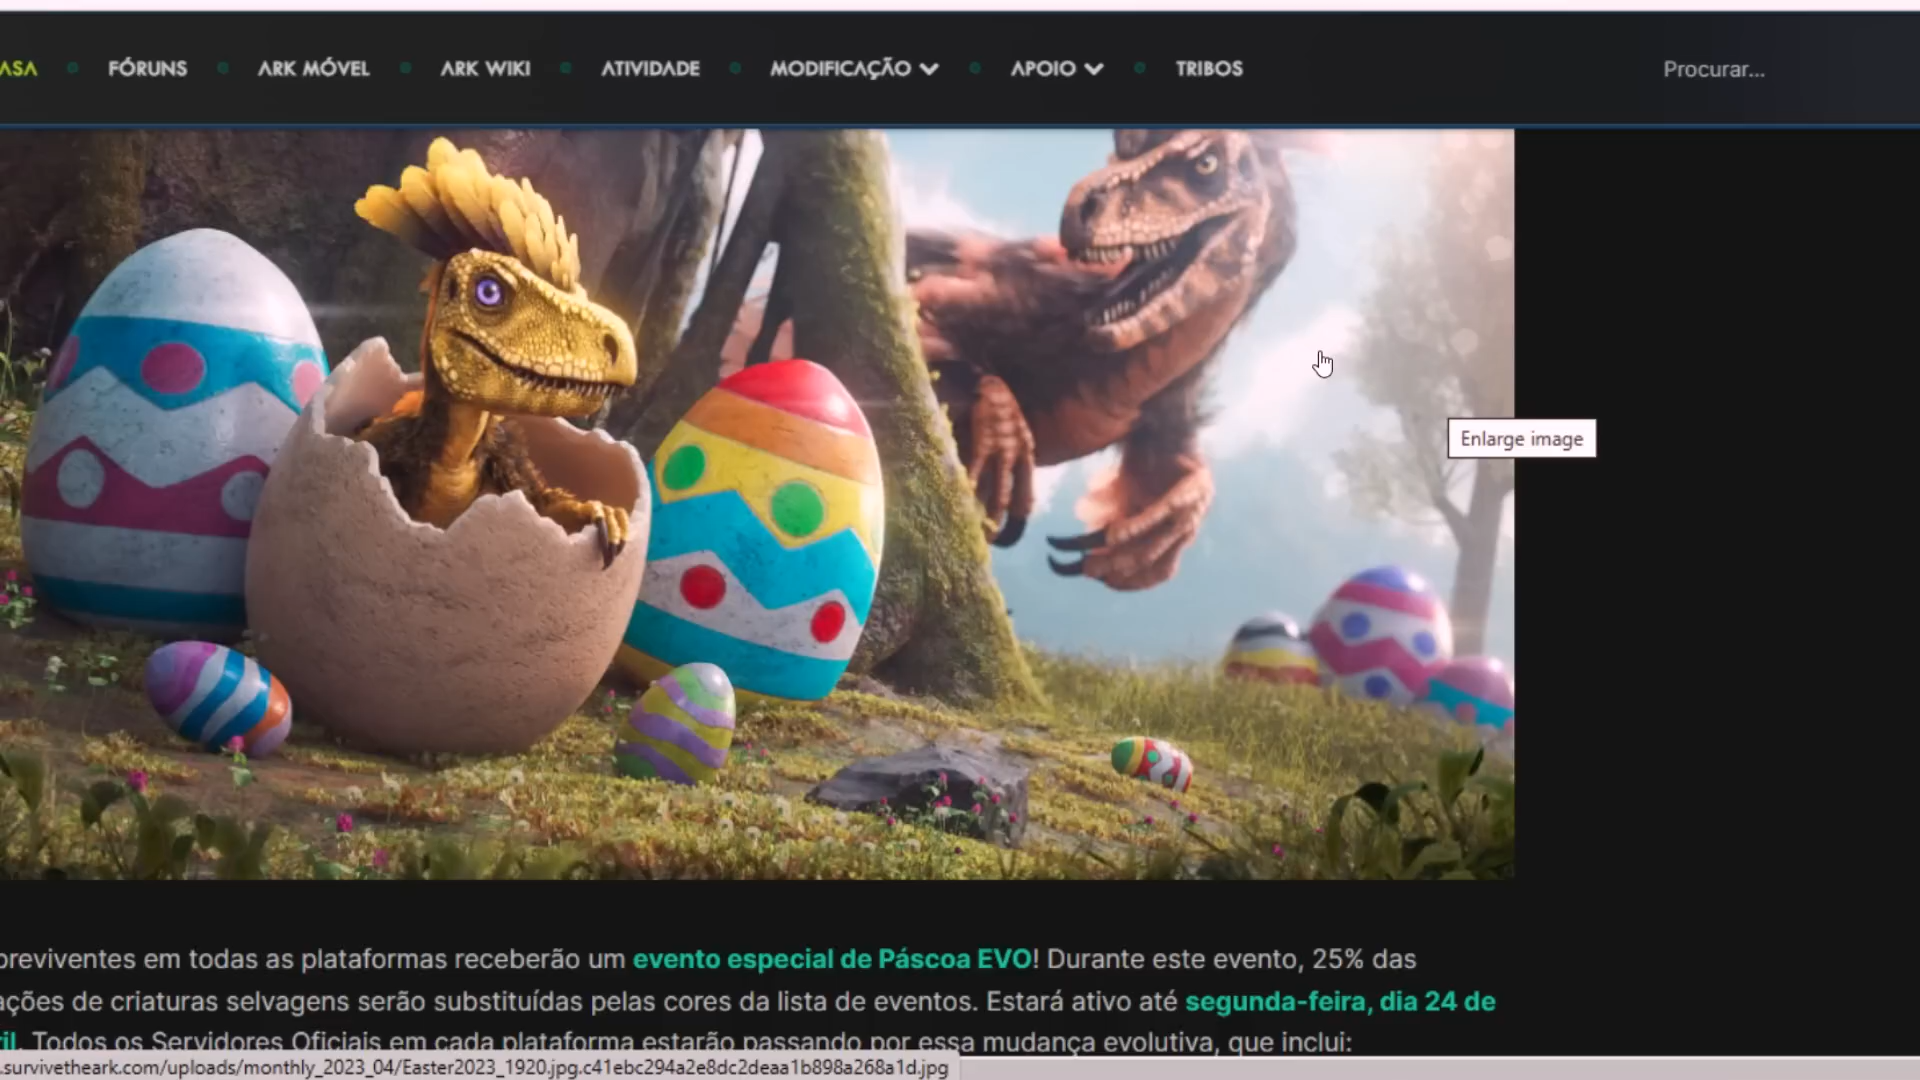 ASA FÓRUNS ARK MÓVEL ARK WIKI ATIVIDADE MODIFICAÇÃO APOIO TRIBOS Procurar...
Enlarge image
evento em todas as plataformas receberão um evento especial de Páscoa EVO! Durante este evento, 25% das
ações de criaturas selvagens serão substituídas pelas cores da lista de eventos. Estará ativo até segunda-feira, dia 24 de
il. Todos os Servidores Oficiais em cada plataforma estarão passando por essa mudança evolutiva, que inclui:
.survivetheark.com/uploads/monthly_2023_04/Easter2023_1920.jpg.c41ebc294a2e8dc2deaa1b898a268a1d.jpg